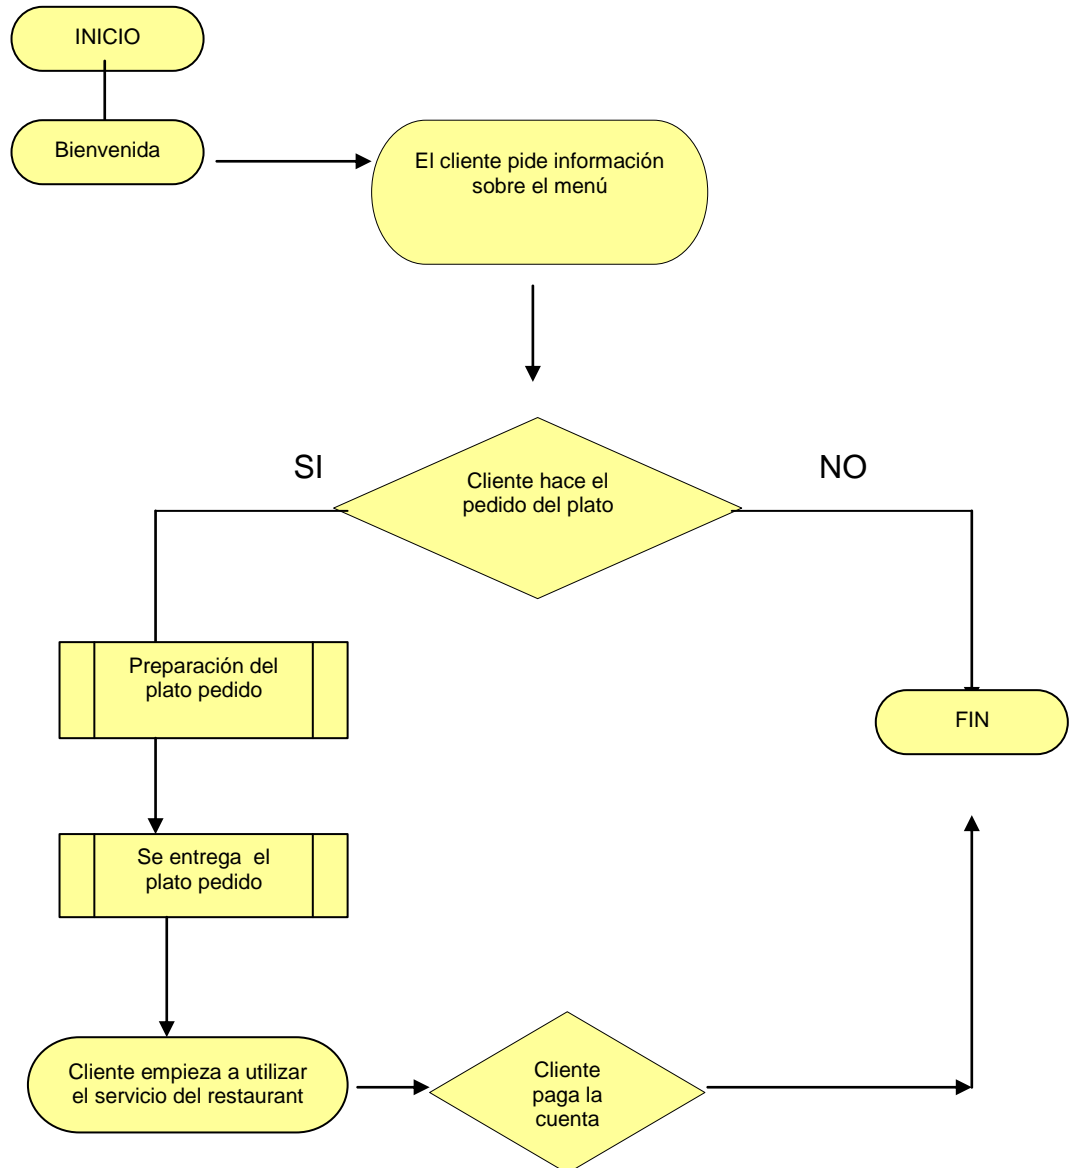 INICIO
Bienvenida
El cliente pide información
sobre el menú
SI
NO
Cliente hace el
pedido del plato
Preparación del
plato pedido
FIN
Se entrega  el
plato pedido
Cliente empieza a utilizar
el servicio del restaurant
Cliente
paga la
cuenta